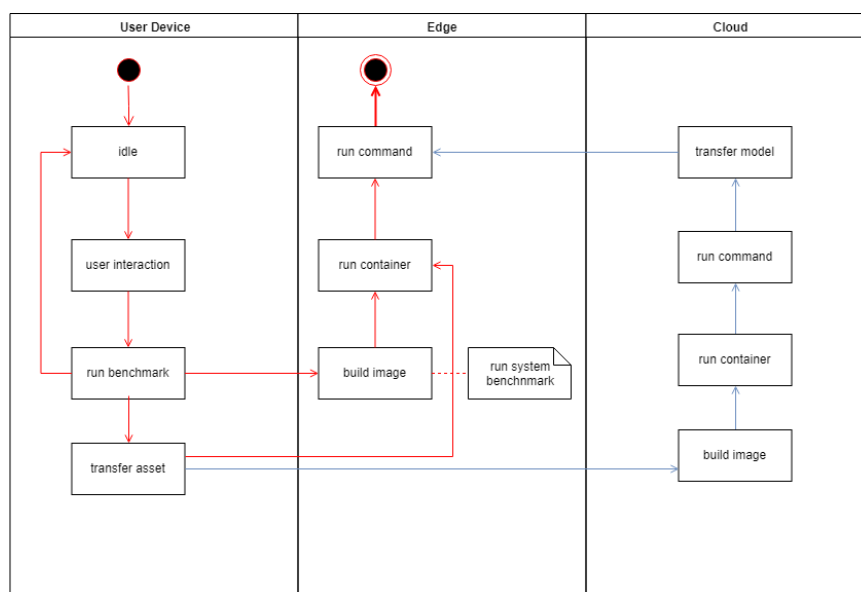 User Device
Edge
Cloud
idle
run command
transfer model
user interaction
run container
run command
run benchmark
build image
run system
benchnmark
run container
transfer asset
build image